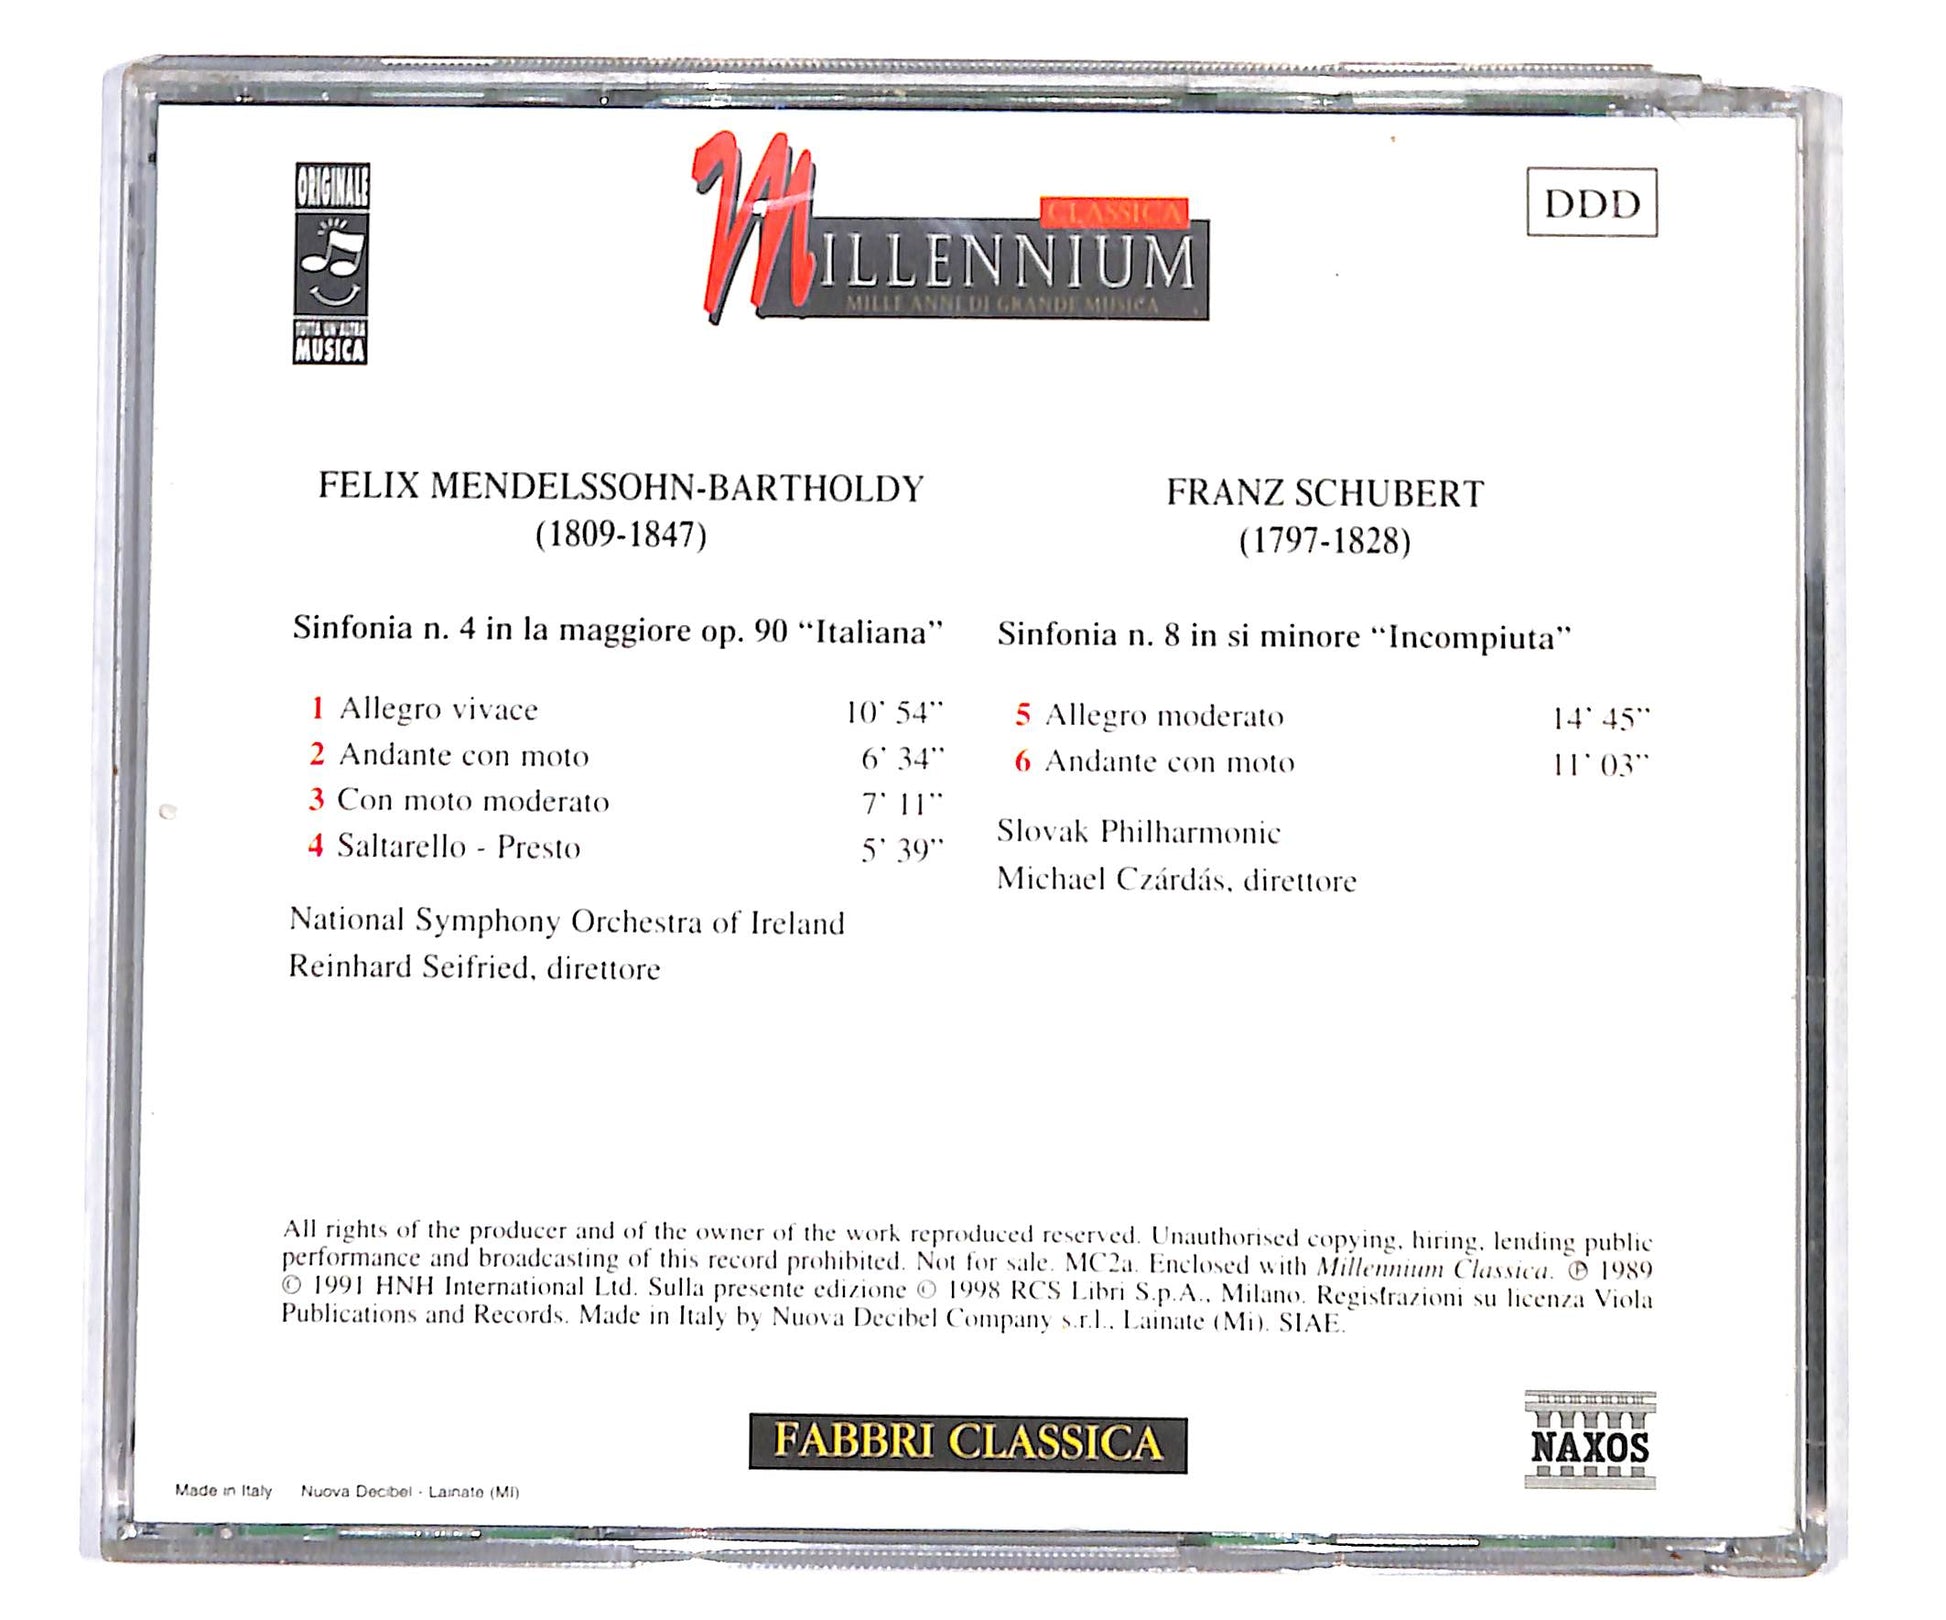 ORIGINALE
TUTTA UN'ALTRA
MUSICA
CLASSICA
MILLENNIUM
MILLE ANNI DI GRANDE MUSICA
DDD
FELIX MENDELSSOHN-BARTHOLDY
(1809-1847)
Sinfonia n. 4 in la maggiore op. 90 “Italiana”
1 Allegro vivace 10’ 54”
2 Andante con moto 6’ 34”
3 Con moto moderato 7’ 11”
4 Saltarello - Presto 5’ 39”
National Symphony Orchestra of Ireland
Reinhard Seifried, direttore
FRANZ SCHUBERT
(1797-1828)
Sinfonia n. 8 in si minore “Incompiuta”
5 Allegro moderato 14’ 45”
6 Andante con moto 11’ 03”
Slovak Philharmonic
Michael Czárdás, direttore
All rights of the producer and of the owner of the work reproduced reserved. Unauthorised copying, hiring, lending public
performance and broadcasting of this record prohibited. Not for sale. MC2a. Enclosed with Millennium Classica. ℗ 1989
© 1991 HNH International Ltd. Sulla presente edizione © 1998 RCS Libri S.p.A., Milano. Registrazioni su licenza Viola
Publications and Records. Made in Italy by Nuova Decibel Company s.r.l., Lainate (Mi). SIAE.
FABBRI CLASSICA
NAXOS
Made in Italy Nuova Decibel - Lainate (MI)